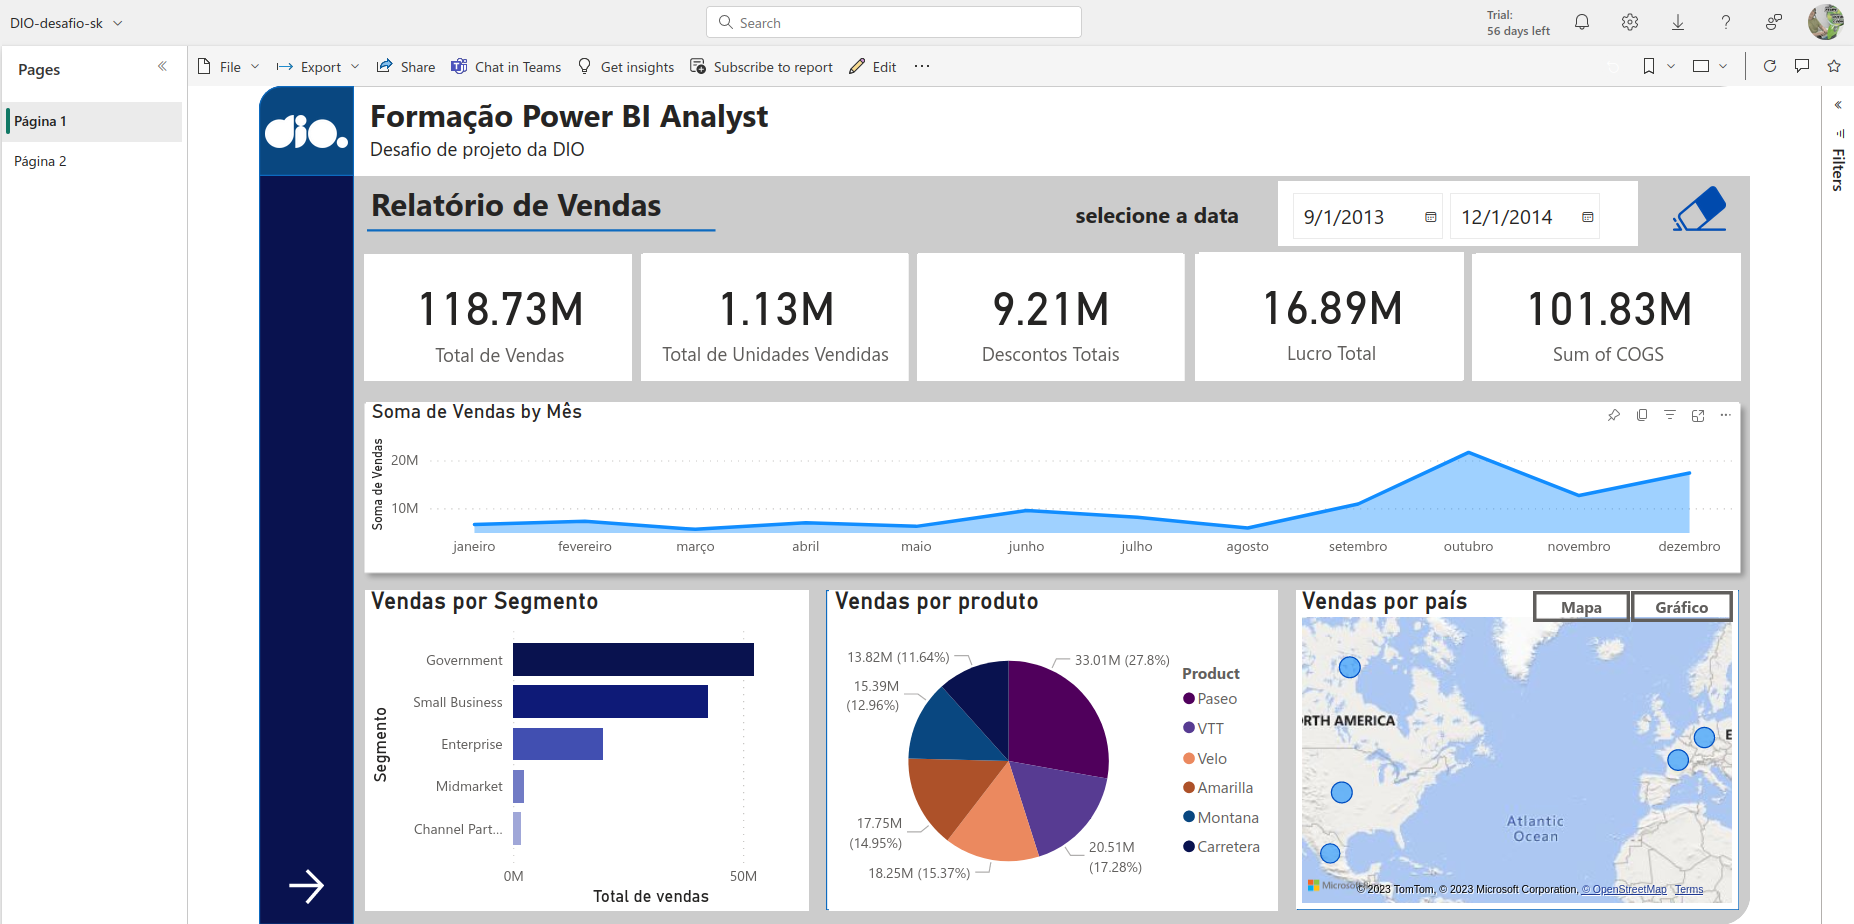 DIO-desafio-sk
Search
Trial:
56 days left
Pages
File
Export
Share
Chat in Teams
Get insights
Subscribe to report
Edit
Página 1
Página 2
Filters
dio.
Formação Power BI Analyst
Desafio de projeto da DIO
Relatório de Vendas
selecione a data
9/1/2013
12/1/2014
118.73M
Total de Vendas
1.13M
Total de Unidades Vendidas
9.21M
Descontos Totais
16.89M
Lucro Total
101.83M
Sum of COGS
Soma de Vendas by Mês
Soma de Vendas
20M
10M
janeiro fevereiro março abril maio junho julho agosto setembro outubro novembro dezembro
Vendas por Segmento
Segmento
Government
Small Business
Enterprise
Midmarket
Channel Part...
0M 50M
Total de vendas
Vendas por produto
13.82M (11.64%)
33.01M (27.8%)
15.39M
(12.96%)
17.75M
(14.95%)
18.25M (15.37%)
20.51M
(17.28%)
Product
Paseo
VTT
Velo
Amarilla
Montana
Carretera
Vendas por país
Mapa
Gráfico
RTH AMERICA
E
Atlantic
Ocean
© 2023 TomTom, © 2023 Microsoft Corporation, © OpenStreetMap Terms